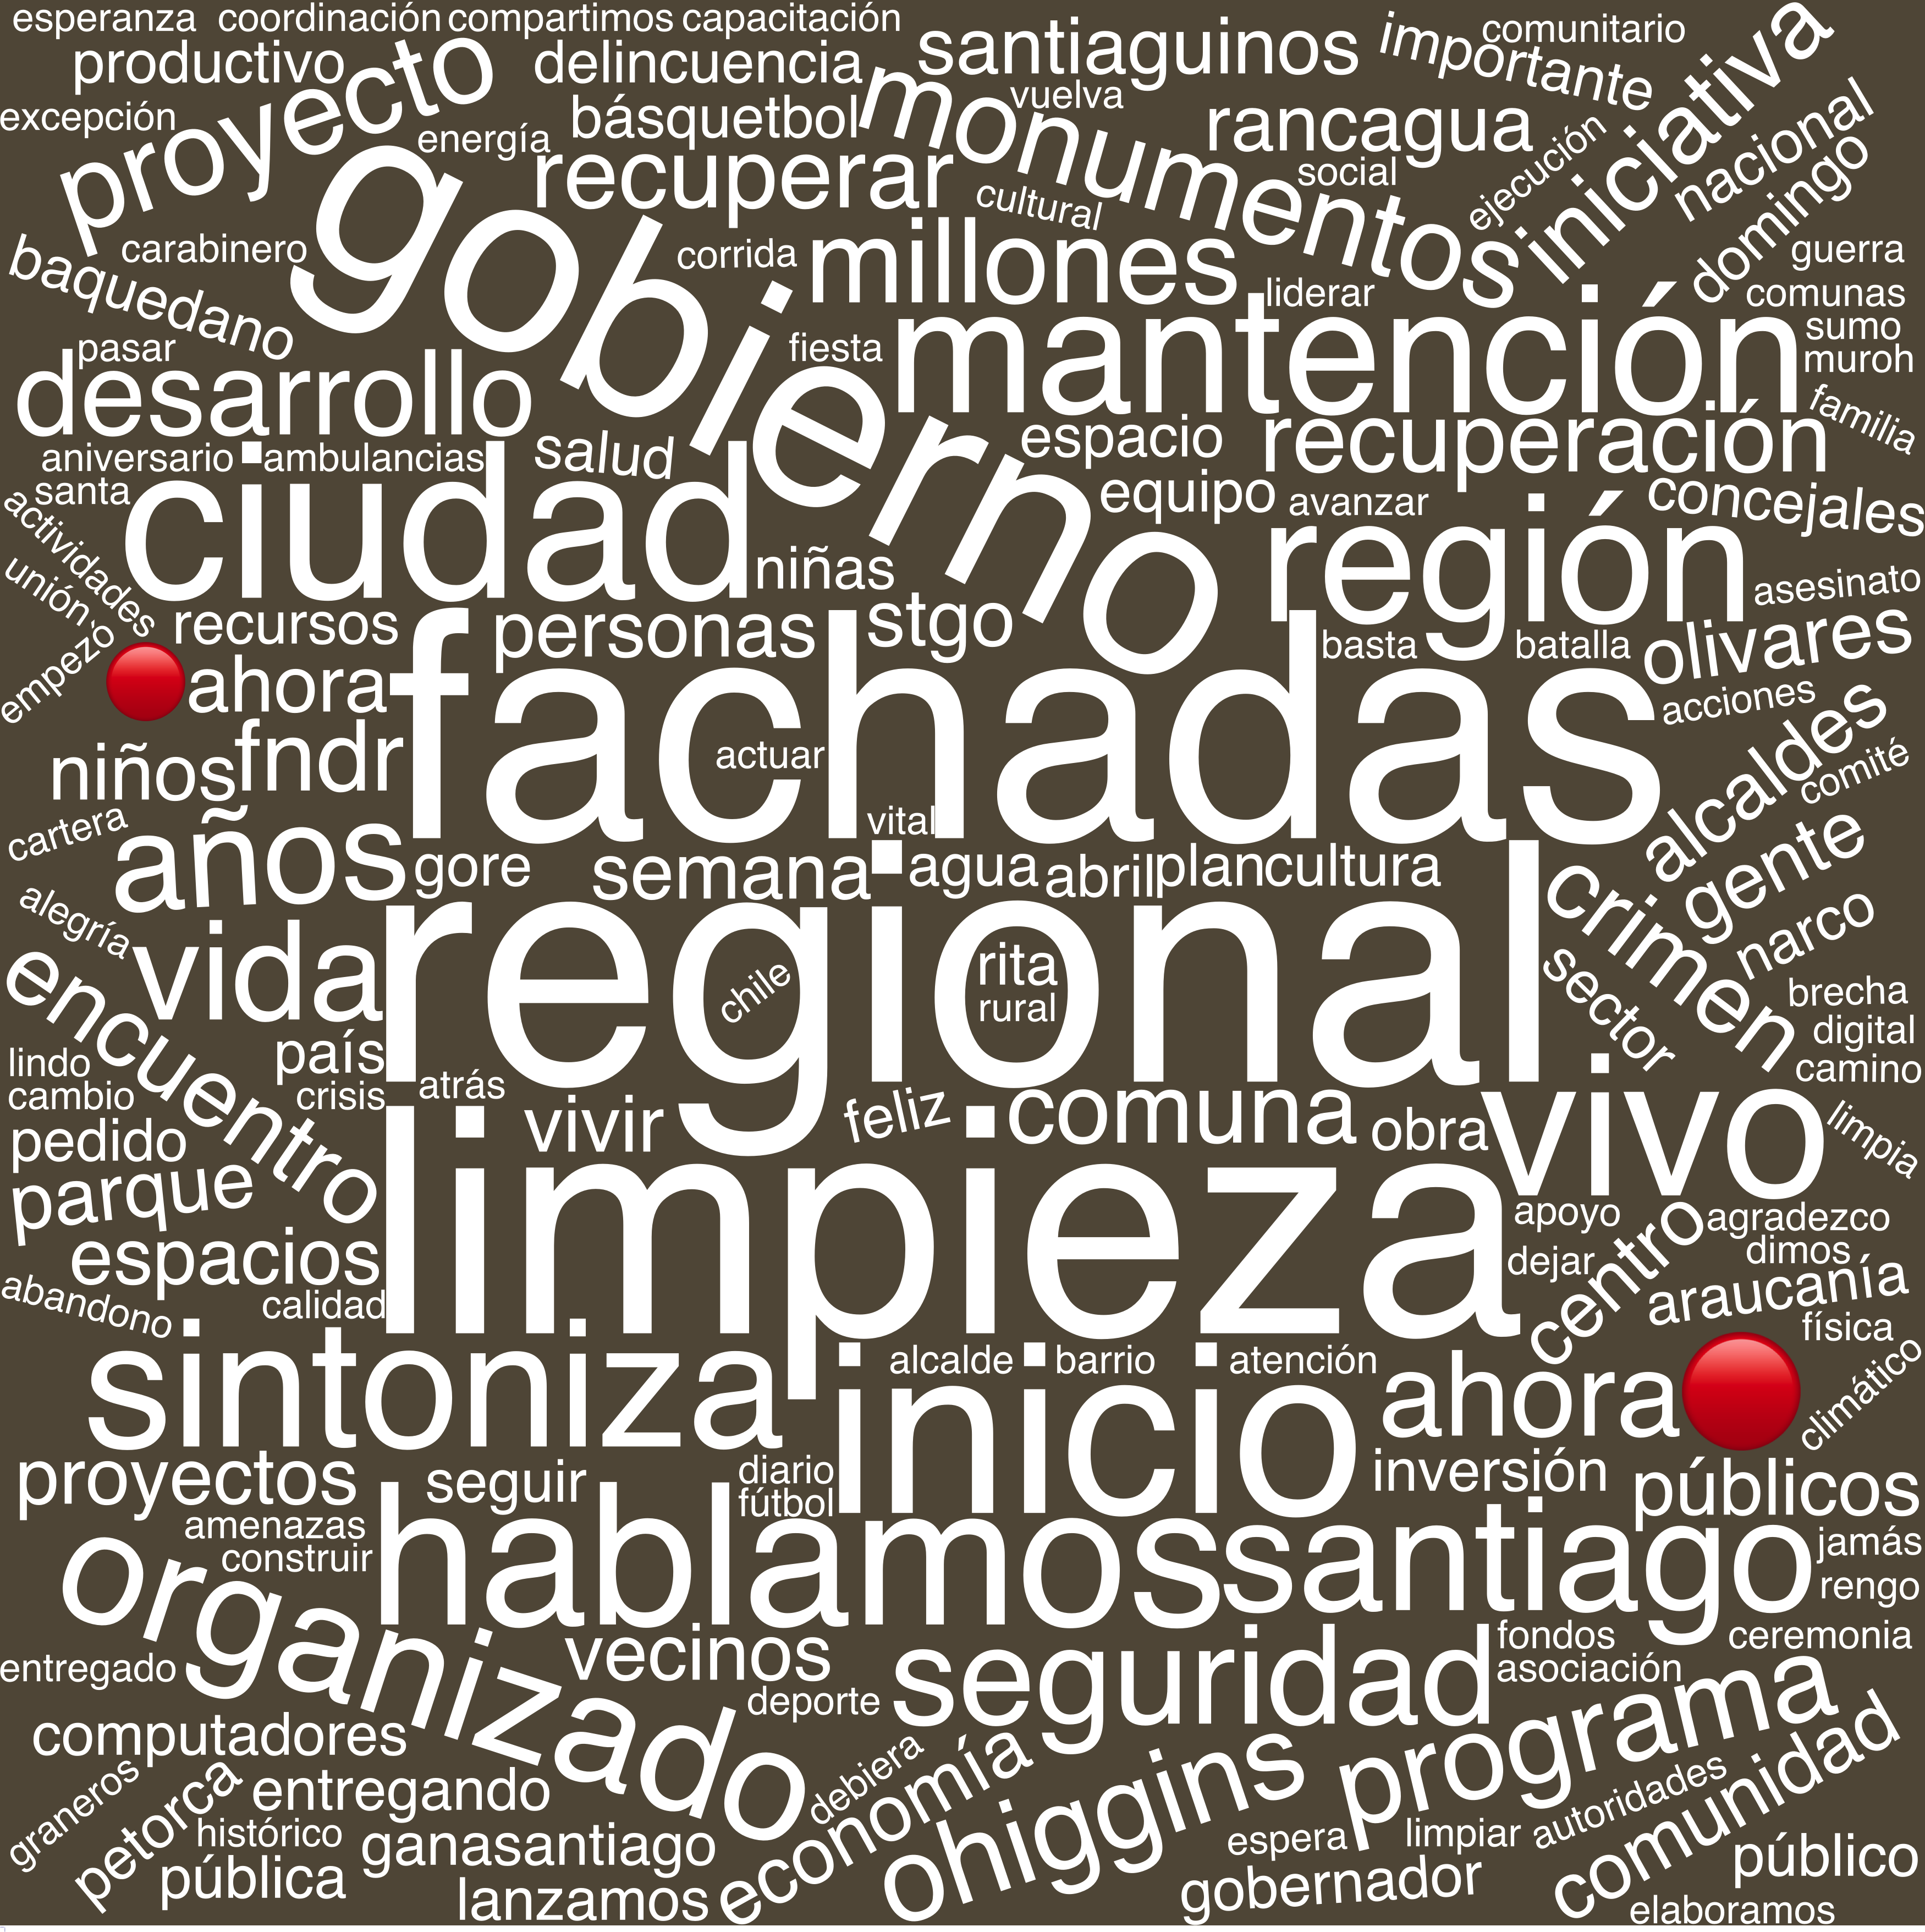 esperanza coordinación compartimos capacitación
productivo
proyecto
delincuencia
santiaguinos
importante
comunitario
iniciativa
excepción
energía
básquetbol
monumentos
vuelva
rancagua
nacional
recuperar
cultural
social
ejecución
domingo
baquedano
carabinero
gobierno
corrida
millones
liderar
guerra
comunas
pasar
fiesta
mantención
sumo
muroh
desarrollo
familia
aniversario
ambulancias
salud
espacio
recuperación
santa
ciudad
equipo
avanzar
concejales
actividades
unión
niñas
región
asesinato
empezó
recursos
personas
stgo
basta
batalla
olivares
🔴ahora
fachadas
acciones
niños
fndr
actuar
alcaldes
comité
cartera
años
vital
gore
semana
agua
abril
plan
cultura
gente
alegría
vida
regional
crimen
narco
encuentro
chile
rita
rural
sector
brecha
digital
camino
lindo
país
cambio
crisis
atrás
vivir
feliz
comuna
obra
vivo
limpia
pedido
parque
limpieza
apoyo
agradezco
espacios
dejar
centro
dimos
abandono
calidad
araucanía
física
sintoniza
inicio
alcalde
barrio
atención
ahora🔴
climático
proyectos
seguir
diario
fútbol
inversión
públicos
amenazas
construir
hablamos
santiago
jamás
rengo
organizado
vecinos
seguridad
fondos
asociación
ceremonia
entregado
deporte
programa
computadores
debiera
economía
ohiggins
autoridades
comunidad
graneros
petorca
entregando
histórico
ganasantiago
espera
limpiar
pública
lanzamos
gobernador
público
elaboramos